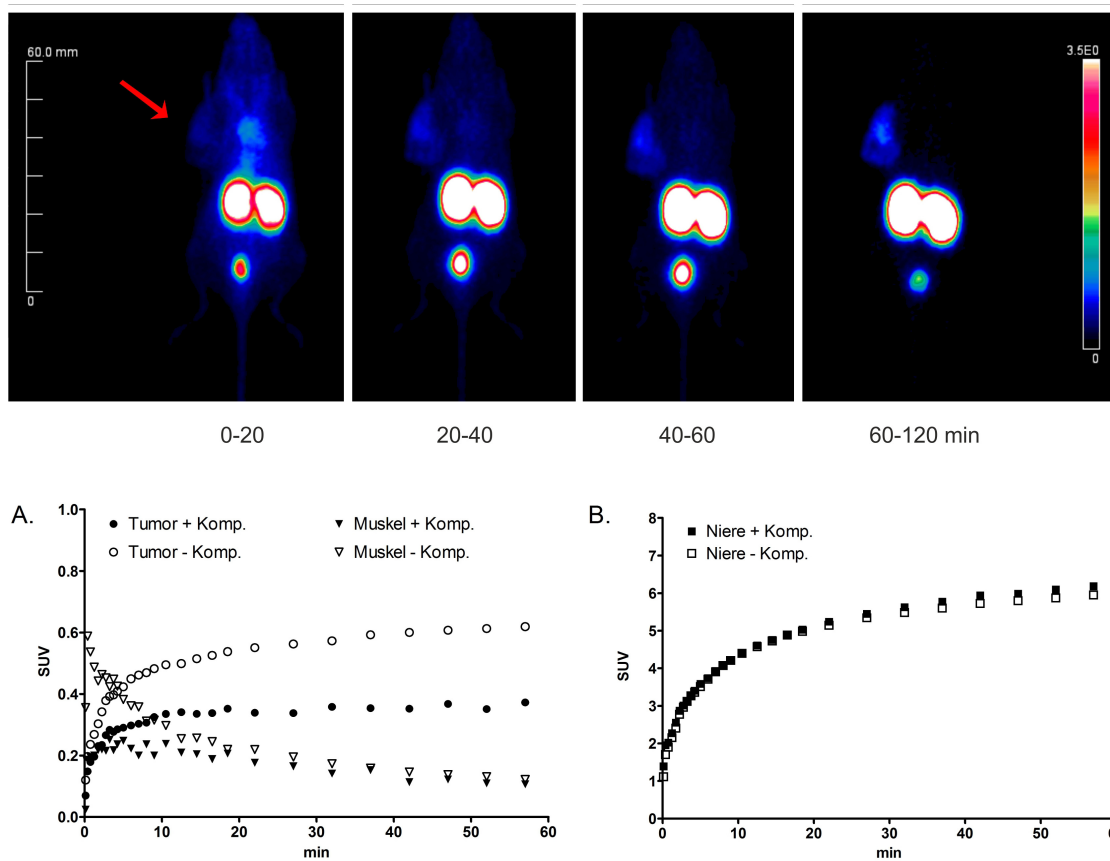 60.0 mm
0
3.5E0
0
0-20
20-40
40-60
60-120 min
A.
Tumor + Komp.
Tumor - Komp.
Muskel + Komp.
Muskel - Komp.
SUV
1.0
0.8
0.6
0.4
0.2
0.0
0
10
20
30
40
50
60
min
B.
Niere + Komp.
Niere - Komp.
SUV
8
7
6
5
4
3
2
1
0
0
10
20
30
40
50
min